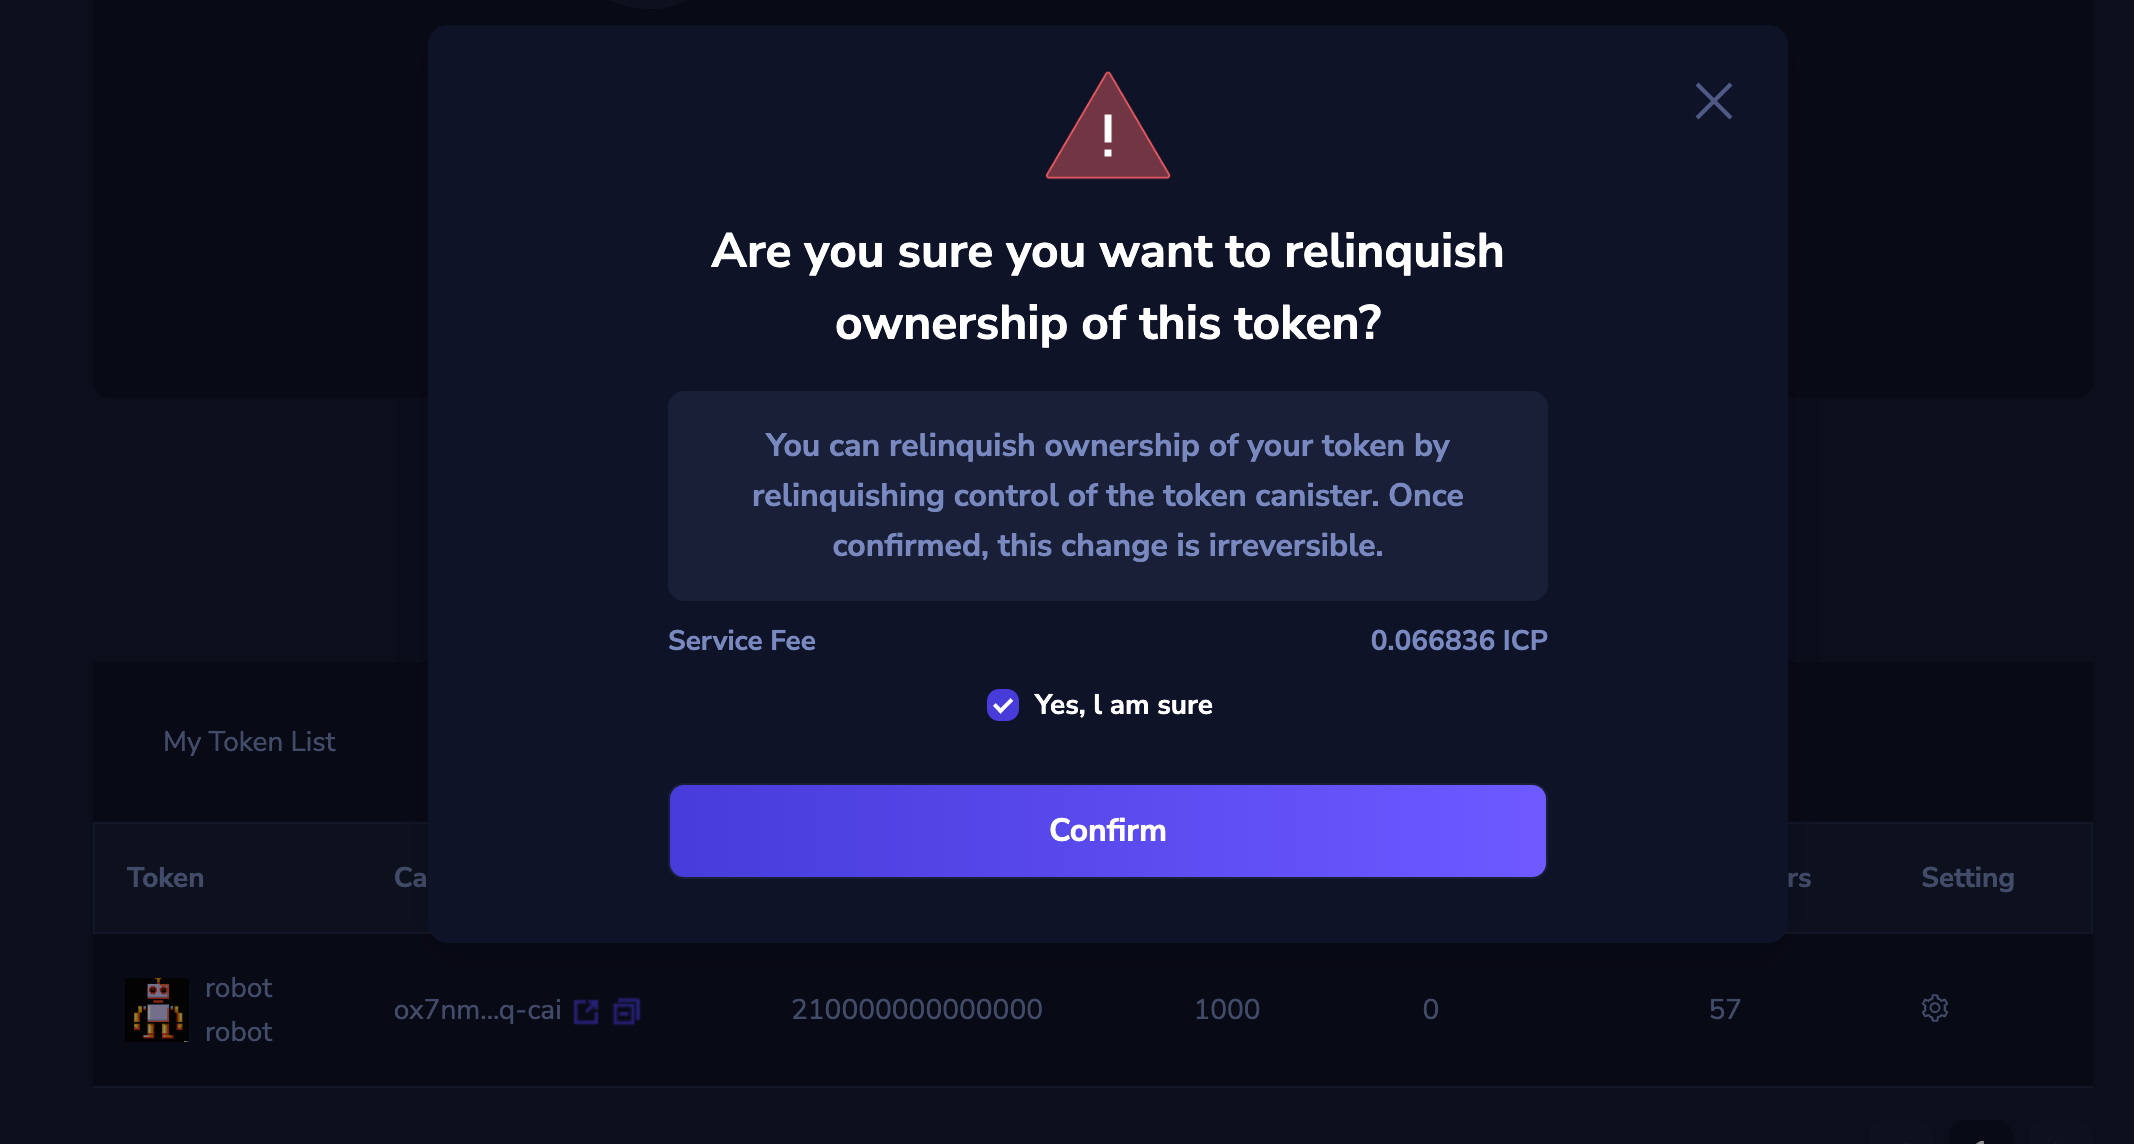 Are you sure you want to relinquish
ownership of this token?
You can relinquish ownership of your token by
relinquishing control of the token canister. Once
confirmed, this change is irreversible.
Service Fee 0.066836 ICP
Yes, l am sure
Confirm
My Token List
Token Ca rs Setting
robot
robot
ox7nm...q-cai 210000000000000 1000 0 57